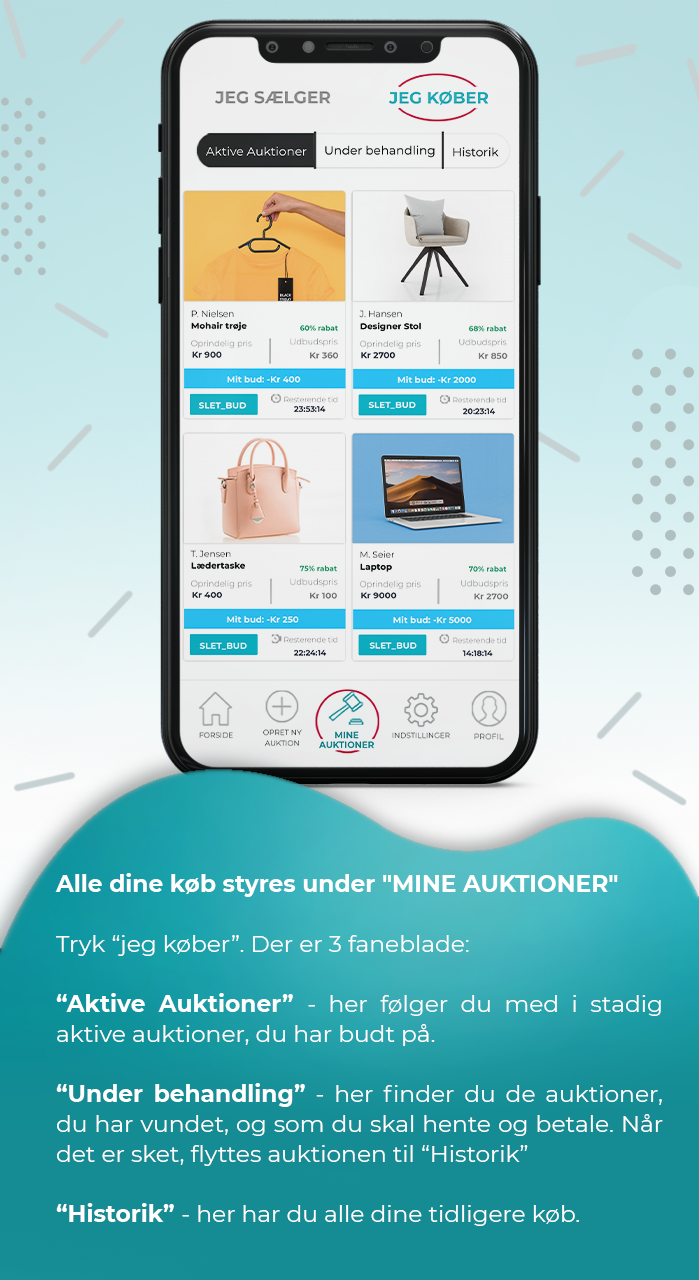 JEG SÆLGER
JEG KØBER
Aktive Auktioner
Under behandling
Historik
BLACK
P. Nielsen
Mohair trøje
60% rabat
Oprindelig pris
Udbudspris
Kr 900
Kr 360
Mit bud: -Kr 400
SLET_BUD
Resterende tid
23:53:14
J. Hansen
Designer Stol
68% rabat
Oprindelig pris
Udbudspris
Kr 2700
Kr 850
Mit bud: -Kr 2000
SLET_BUD
Resterende tid
20:23:14
T. Jensen
Lædertaske
75% rabat
Oprindelig pris
Udbudspris
Kr 400
Kr 100
Mit bud: -Kr 250
SLET_BUD
Resterende tid
22:24:14
M. Seier
Laptop
70% rabat
Oprindelig pris
Udbudspris
Kr 9000
Kr 2700
Mit bud: -Kr 5000
SLET_BUD
Resterende tid
14:18:14
FORSIDE
OPRET NY
AUKTION
MINE
AUKTIONER
INDSTILLINGER
PROFIL
Alle dine køb styres under "MINE AUKTIONER"
Tryk “jeg køber”. Der er 3 faneblade:
“Aktive Auktioner” - her følger du med i stadig
aktive auktioner, du har budt på.
“Under behandling” - her finder du de auktioner,
du har vundet, og som du skal hente og betale. Når
det er sket, flyttes auktionen til “Historik”
“Historik” - her har du alle dine tidligere køb.